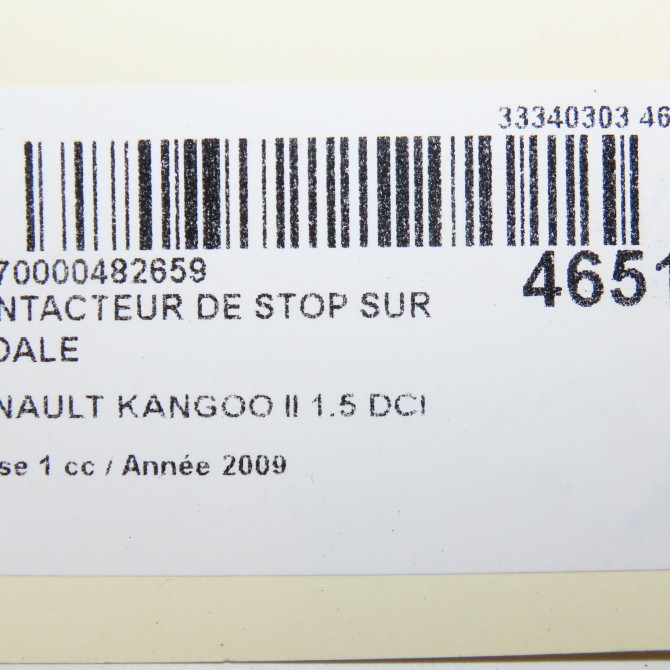 33340303 46
70000482659
4651
NTACTEUR DE STOP SUR
DALE
NAULT KANGOO II 1.5 DCI
se 1 cc / Année 2009